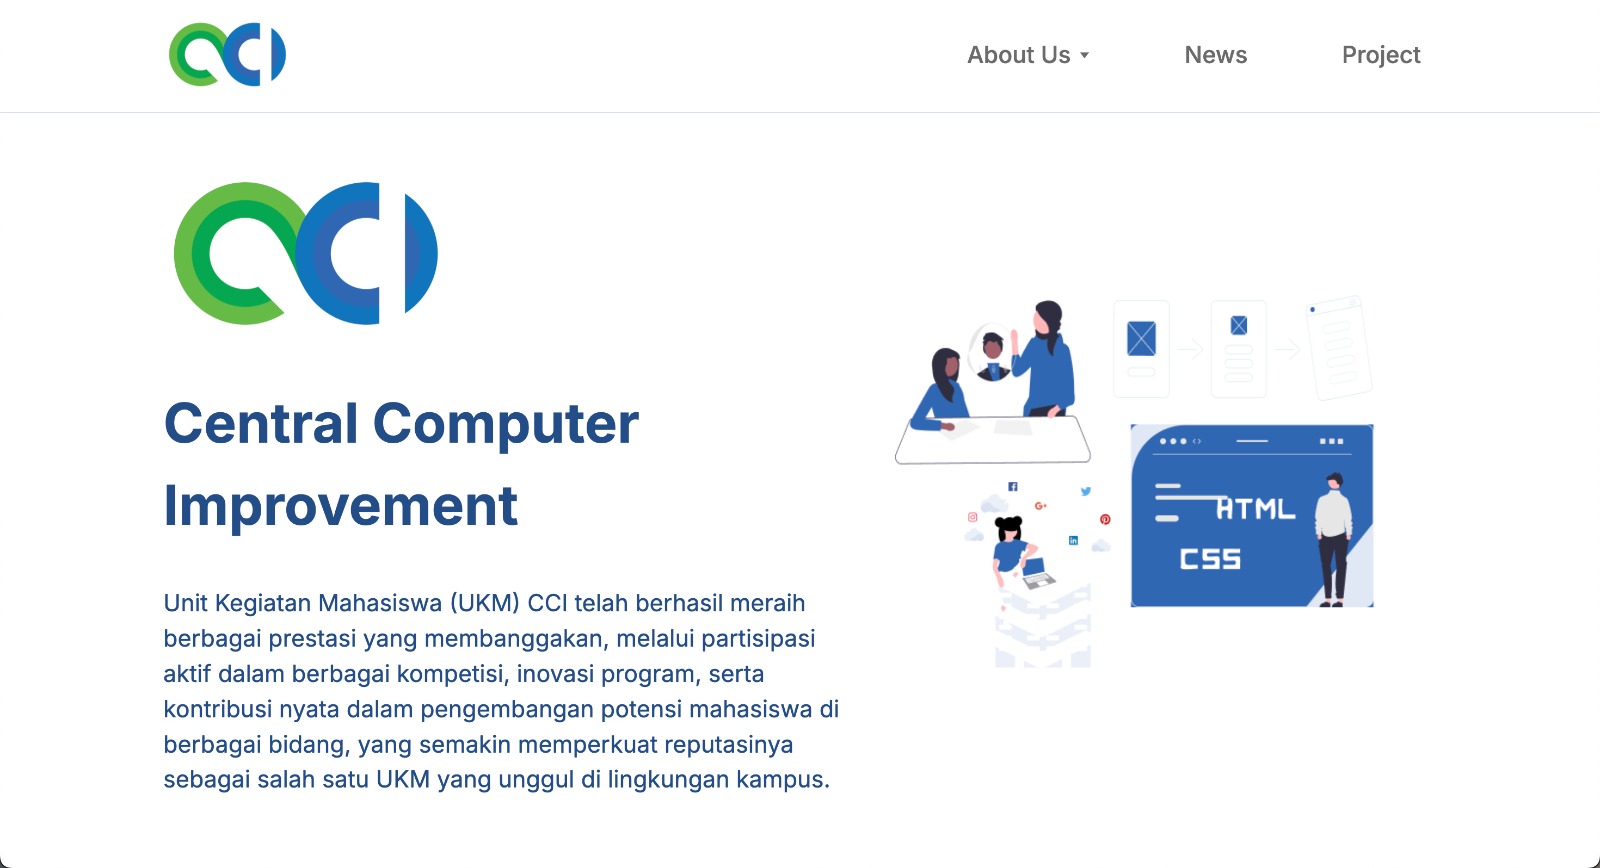 CCI
About Us
News
Project
CCI
Central Computer
Improvement
Unit Kegiatan Mahasiswa (UKM) CCI telah berhasil meraih
berbagai prestasi yang membanggakan, melalui partisipasi
aktif dalam berbagai kompetisi, inovasi program, serta
kontribusi nyata dalam pengembangan potensi mahasiswa di
berbagai bidang, yang semakin memperkuat reputasinya
sebagai salah satu UKM yang unggul di lingkungan kampus.
HTML
CSS